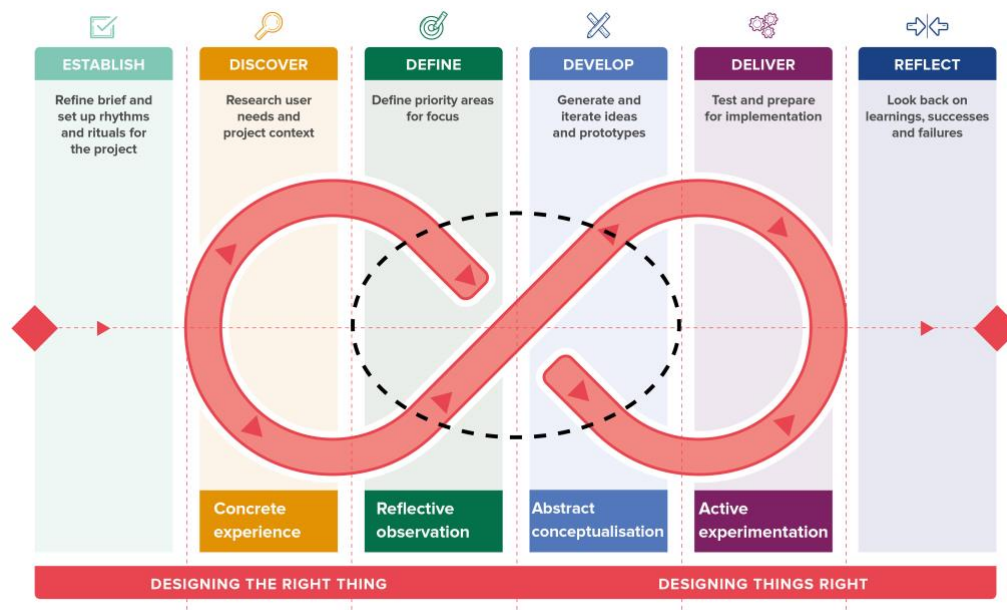 ESTABLISH
Refine brief and
set up rhythms
and rituals for
the project
DISCOVER
Research user
needs and
project context
DEFINE
Define priority areas
for focus
DEVELOP
Generate and
iterate ideas
and prototypes
DELIVER
Test and prepare
for implementation
REFLECT
Look back on
learnings, successes
and failures
Concrete
experience
Reflective
observation
Abstract
conceptualisation
Active
experimentation
DESIGNING THE RIGHT THING
DESIGNING THINGS RIGHT